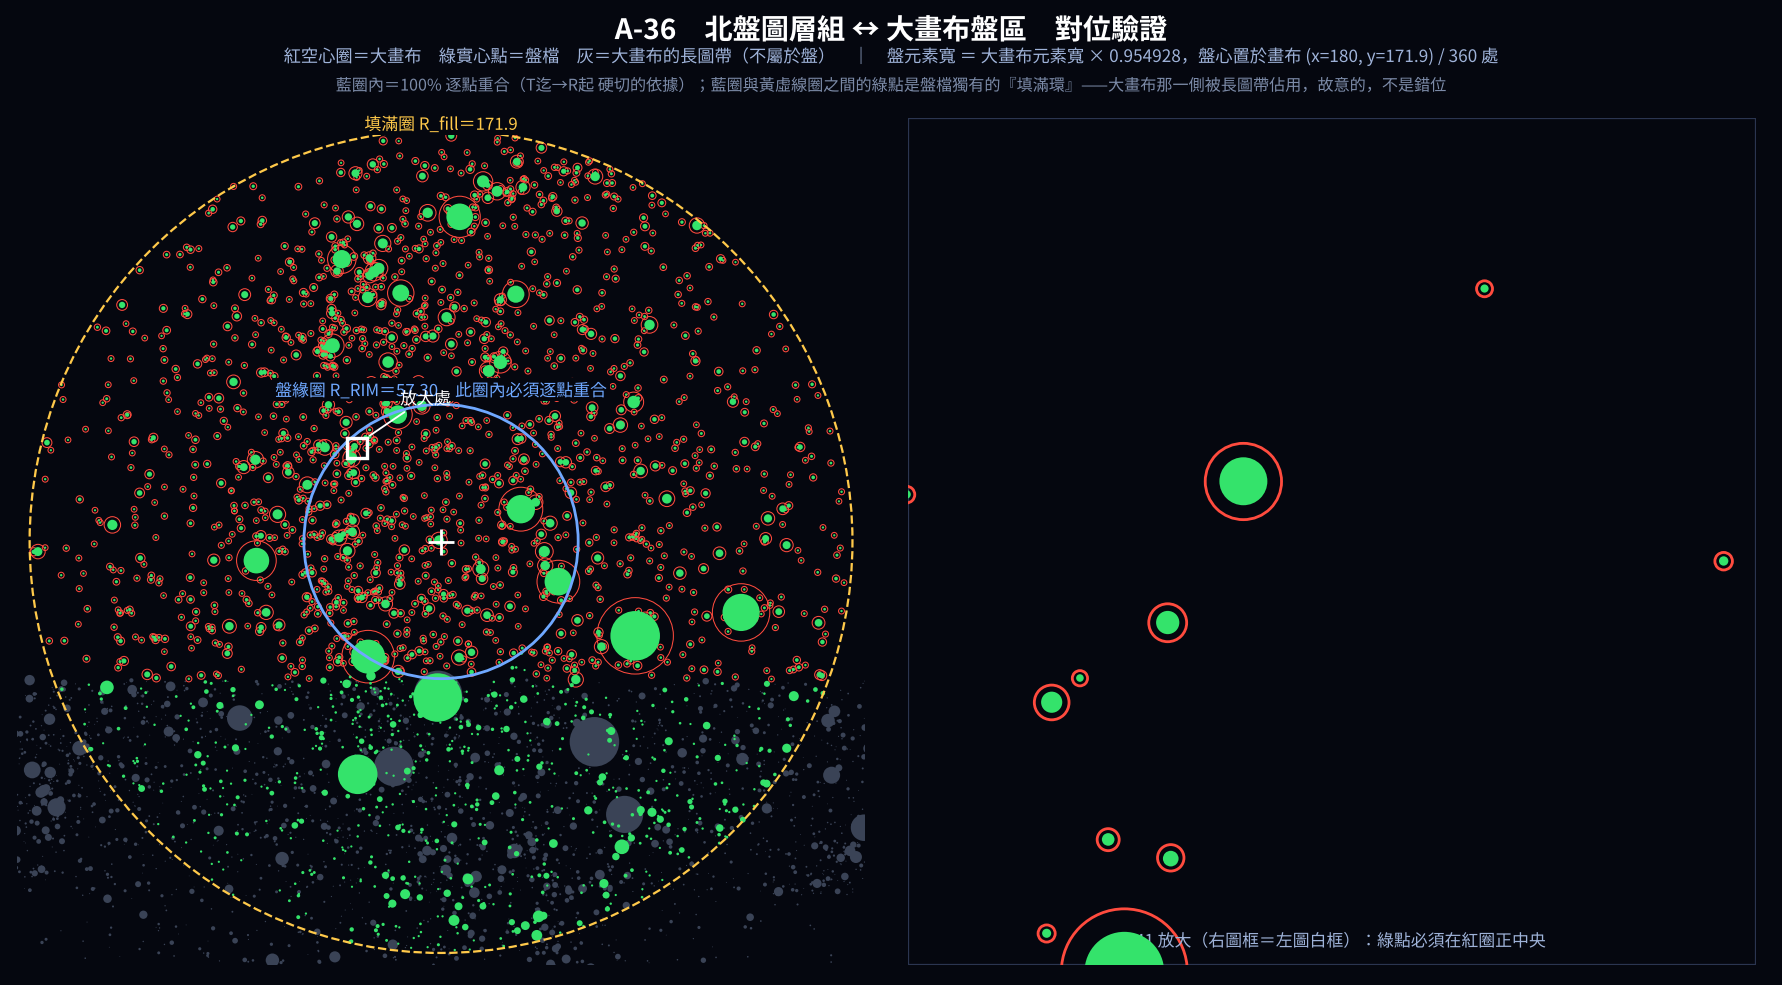 A-36　北盤圖層組 ↔ 大畫布盤區　對位驗證
紅空心圈＝大畫布　綠實心點＝盤檔　灰＝大畫布的長圖帶（不屬於盤）　｜　盤元素寬 ＝ 大畫布元素寬 × 0.954928，盤心置於畫布 (x=180, y=171.9) / 360 處
藍圈內＝100% 逐點重合（T迄→R起 硬切的依據）；藍圈與黃虛線圈之間的綠點是盤檔獨有的『填滿環』——大畫布那一側被長圖帶佔用，故意的，不是錯位
填滿圈 R_fill＝171.9
盤緣圈 R_RIM＝57.30　此圈內必須逐點重合
放大處
放大（右圖框＝左圖白框）：綠點必須在紅圈正中央